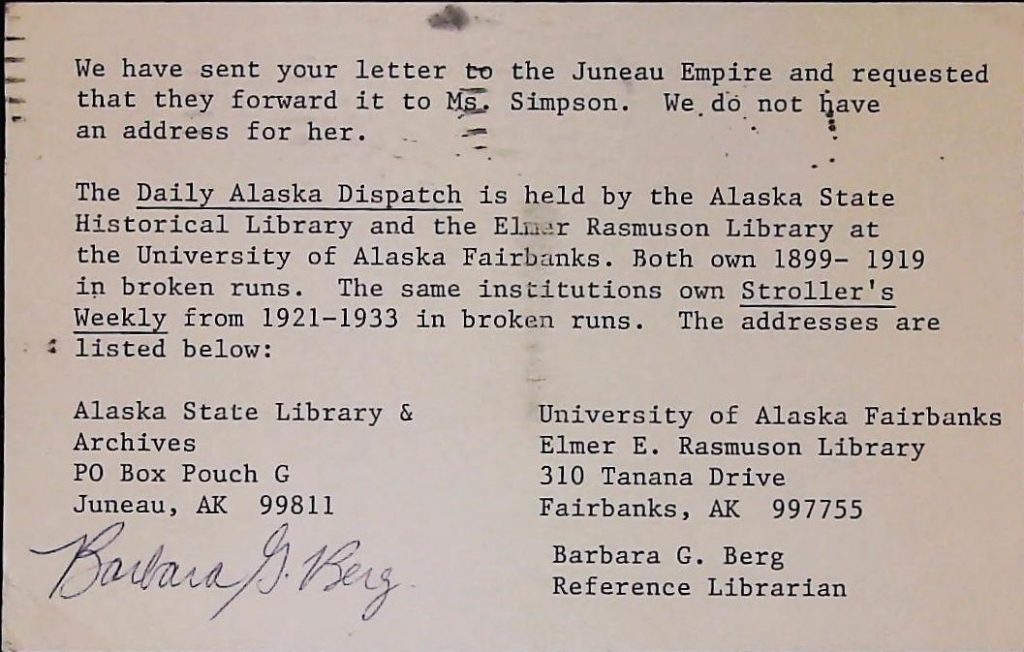 We have sent your letter to the Juneau Empire and requested
that they forward it to Ms. Simpson.  We do not have
an address for her.
The Daily Alaska Dispatch is held by the Alaska State
Historical Library and the Elmer Rasmuson Library at
the University of Alaska Fairbanks. Both own 1899- 1919
in broken runs.  The same institutions own Stroller's
Weekly from 1921-1933 in broken runs.  The addresses are
listed below:
Alaska State Library &
Archives
PO Box Pouch G
Juneau, AK  99811
University of Alaska Fairbanks
Elmer E. Rasmuson Library
310 Tanana Drive
Fairbanks, AK  997755
Barbara G. Berg
Barbara G. Berg
Reference Librarian